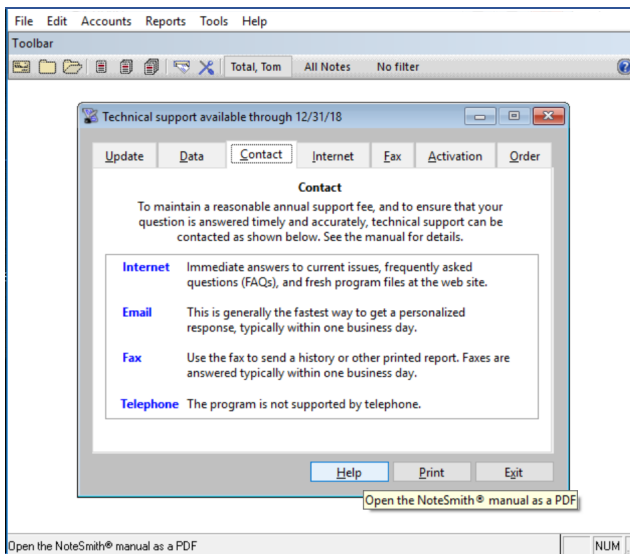 File Edit Accounts Reports Tools Help
Toolbar
Total, Tom All Notes No filter
Technical support available through 12/31/18
Update Data Contact Internet Fax Activation Order
Contact
To maintain a reasonable annual support fee, and to ensure that your
question is answered timely and accurately, technical support can be
contacted as shown below. See the manual for details.
Internet Immediate answers to current issues, frequently asked
questions (FAQs), and fresh program files at the web site.
Email This is generally the fastest way to get a personalized
response, typically within one business day.
Fax Use the fax to send a history or other printed report. Faxes are
answered typically within one business day.
Telephone The program is not supported by telephone.
Help Print Exit
Open the NoteSmith® manual as a PDF
Open the NoteSmith® manual as a PDF NUM